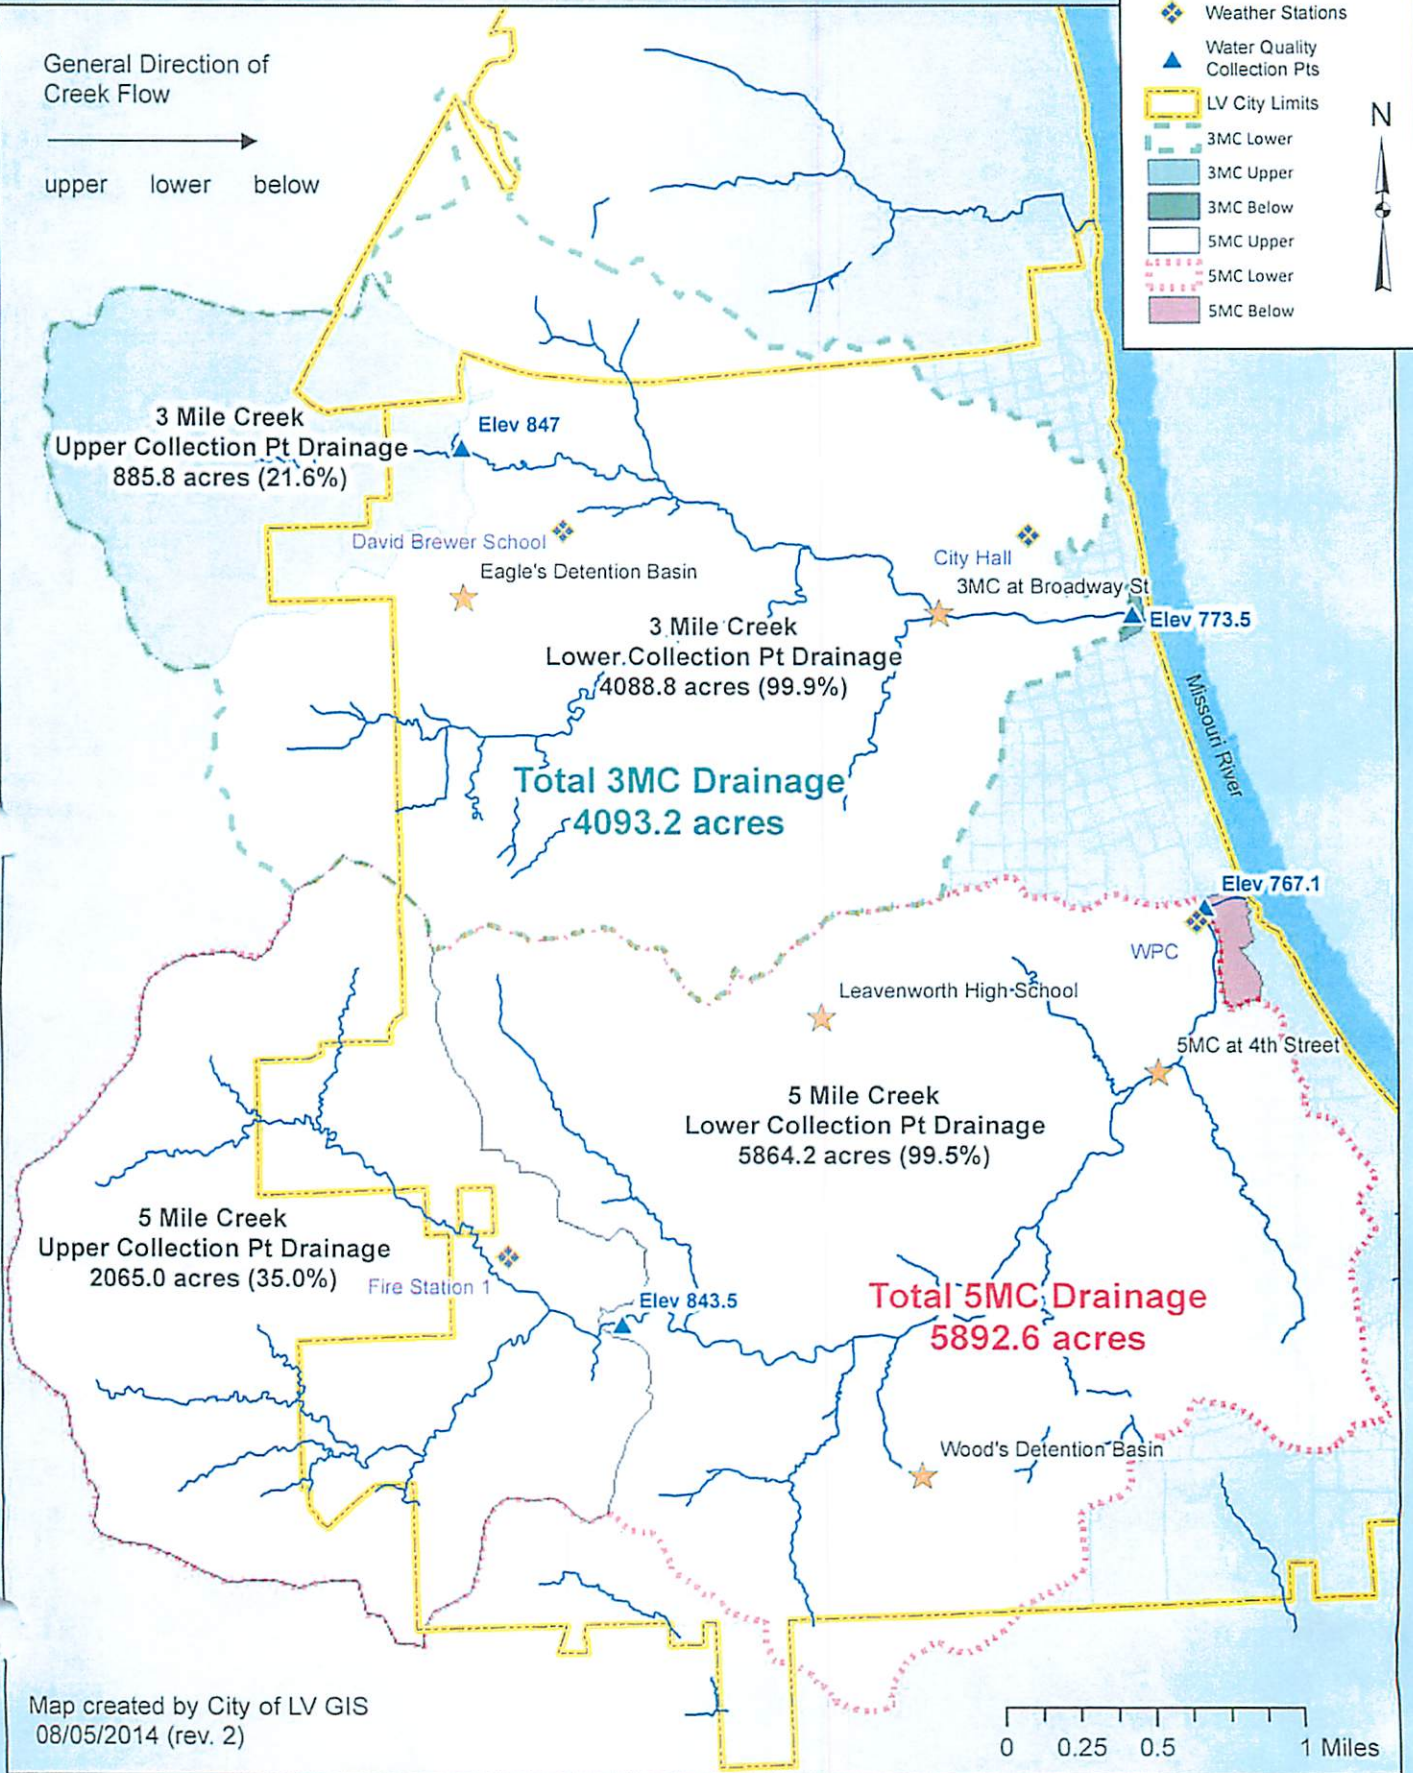 General Direction of
Creek Flow
upper lower below
Weather Stations
Water Quality
Collection Pts
LV City Limits
3MC Lower
3MC Upper
3MC Below
5MC Upper
5MC Lower
5MC Below
N
3 Mile Creek
Upper Collection Pt Drainage
885.8 acres (21.6%)
Elev 847
David Brewer School
Eagle's Detention Basin
City Hall
3MC at Broadway St
Elev 773.5
3 Mile Creek
Lower Collection Pt Drainage
4088.8 acres (99.9%)
Missouri River
Total 3MC Drainage
4093.2 acres
Elev 767.1
WPC
Leavenworth High School
5MC at 4th Street
5 Mile Creek
Lower Collection Pt Drainage
5864.2 acres (99.5%)
5 Mile Creek
Upper Collection Pt Drainage
2065.0 acres (35.0%)
Fire Station 1
Elev 843.5
Total 5MC Drainage
5892.6 acres
Wood's Detention Basin
Map created by City of LV GIS
08/05/2014 (rev. 2)
0 0.25 0.5 1 Miles